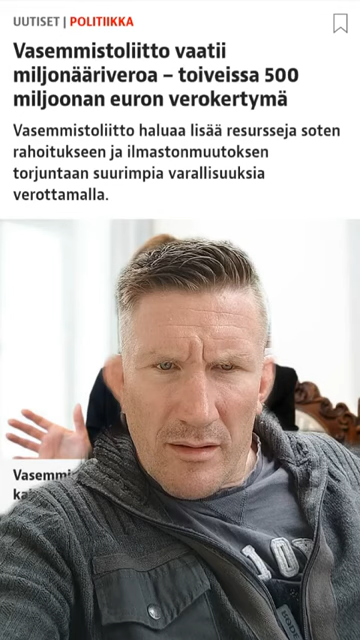 UUTISET | POLITIIKKA
Vasemmistoliitto vaatii
miljonääriveroa – toiveissa 500
miljoonan euron verokertymä
Vasemmistoliitto haluaa lisää resursseja soten
rahoitukseen ja ilmastonmuutoksen
torjuntaan suurimpia varallisuuksia
verottamalla.